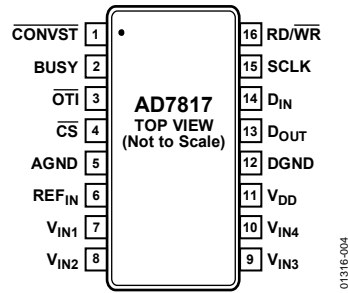 CONVST 1
BUSY 2
OTI 3
CS 4
AGND 5
REFIN 6
VIN1 7
VIN2 8
AD7817
TOP VIEW
(Not to Scale)
16 RD/WR
15 SCLK
14 DIN
13 DOUT
12 DGND
11 VDD
10 VIN4
9 VIN3
01316-004